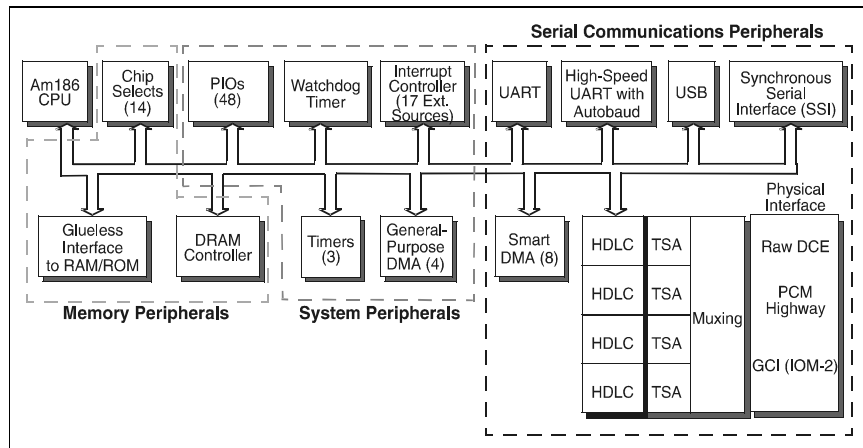 Serial Communications Peripherals
Am186
CPU
Chip
Selects
(14)
PIOs
(48)
Watchdog
Timer
Interrupt
Controller
(17 Ext.
Sources)
UART
High-Speed
UART with
Autobaud
USB
Synchronous
Serial
Interface (SSI)
Glueless
Interface
to RAM/ROM
DRAM
Controller
Timers
(3)
General-
Purpose
DMA (4)
Smart
DMA (8)
HDLC
TSA
HDLC
TSA
HDLC
TSA
HDLC
TSA
Muxing
Physical
Interface
Raw DCE
PCM
Highway
GCI (IOM-2)
Memory Peripherals
System Peripherals